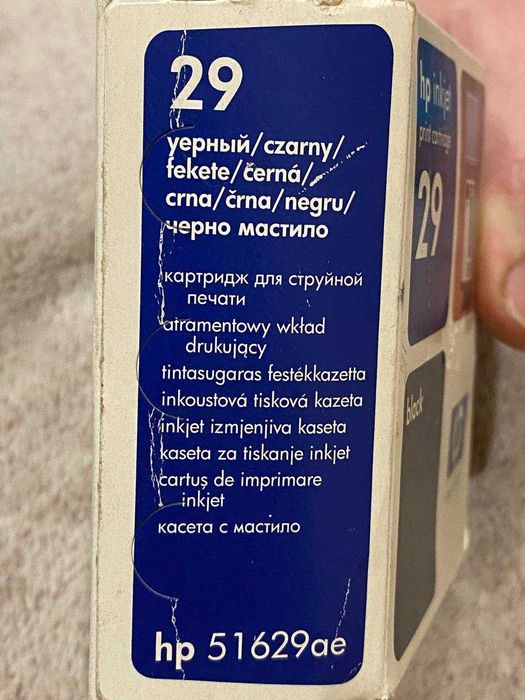 29
черный/czarny/
fekete/černá/
crna/črna/negru/
черно мастило
картридж для струйной
печати
atramentowy wkład
drukujący
tintasugaras festékkazetta
inkoustová tisková kazeta
inkjet izmjenjiva kaseta
kaseta za tiskanje inkjet
cartuş de imprimare
inkjet
касета с мастило
hp 51629ae
hp inkjet
print cartridge
29
black